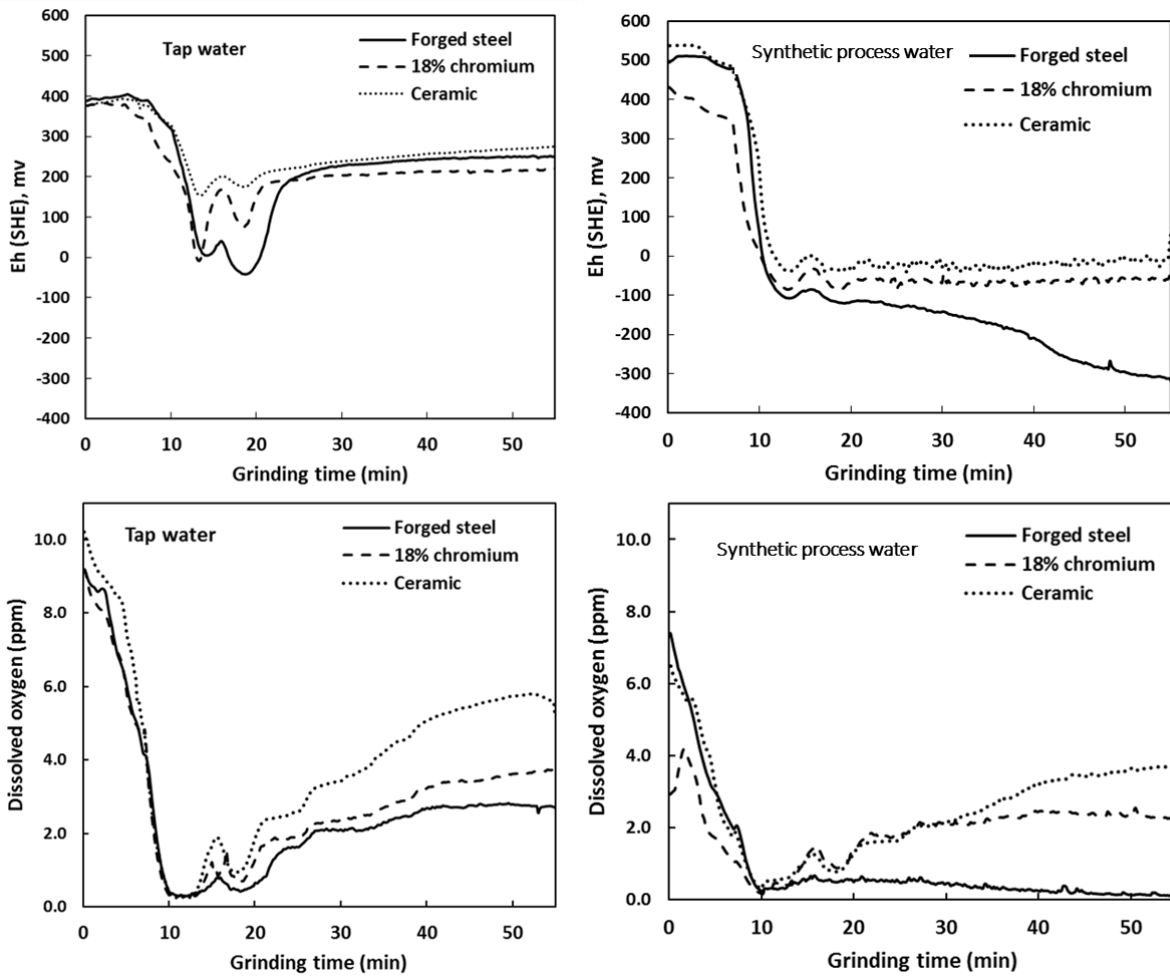 600
500
400
300
200
100
0
-100
-200
-300
-400
Eh (SHE), mv
Tap water
Forged steel
18% chromium
Ceramic
0 10 20 30 40 50
Grinding time (min)
600
500
400
300
200
100
0
-100
-200
-300
-400
Eh (SHE), mv
Synthetic process water
Forged steel
18% chromium
Ceramic
0 10 20 30 40 50
Grinding time (min)
10.0
8.0
6.0
4.0
2.0
0.0
Dissolved oxygen (ppm)
Tap water
Forged steel
18% chromium
Ceramic
0 10 20 30 40 50
Grinding time (min)
10.0
8.0
6.0
4.0
2.0
0.0
Dissolved oxygen (ppm)
Synthetic process water
Forged steel
18% chromium
Ceramic
0 10 20 30 40 50
Grinding time (min)